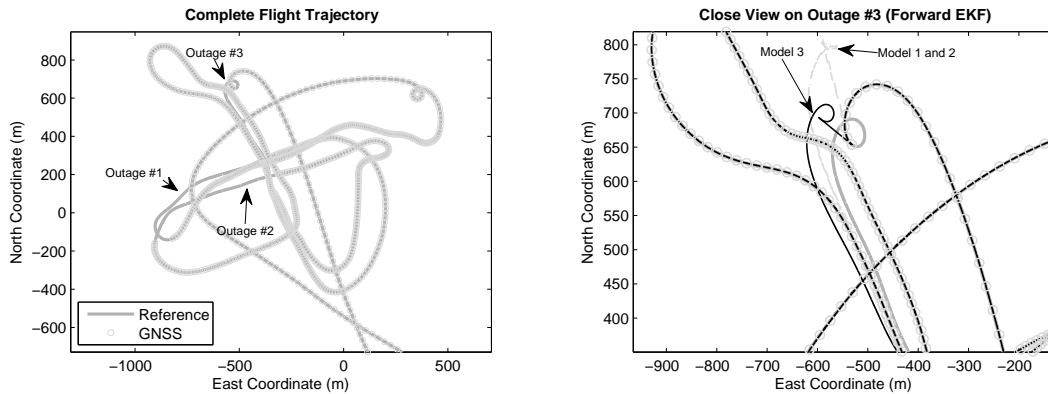 Complete Flight Trajectory
Outage #3
Outage #1
Outage #2
800
600
400
200
0
−200
−400
−600
North Coordinate (m)
Reference
GNSS
−1000
−500
0
500
East Coordinate (m)
Close View on Outage #3 (Forward EKF)
Model 3
Model 1 and 2
800
750
700
650
600
550
500
450
400
North Coordinate (m)
−900
−800
−700
−600
−500
−400
−300
−200
East Coordinate (m)